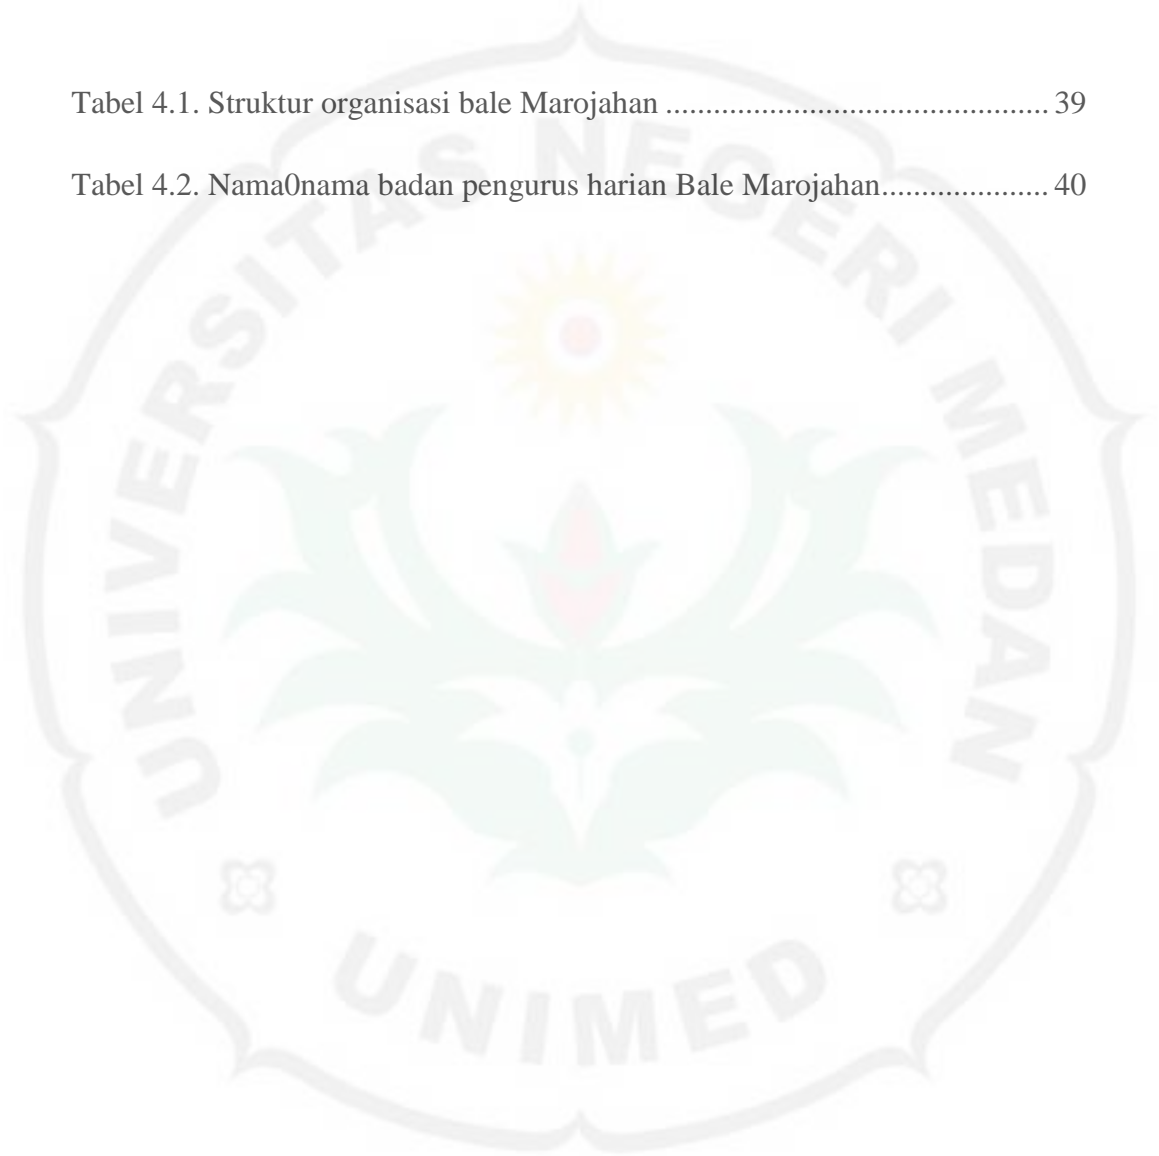 Tabel 4.1. Struktur organisasi bale Marojahan ................................................ 39
Tabel 4.2. Nama0nama badan pengurus harian Bale Marojahan..................... 40
UNIVERSITAS NEGERI MEDAN
UNIMED